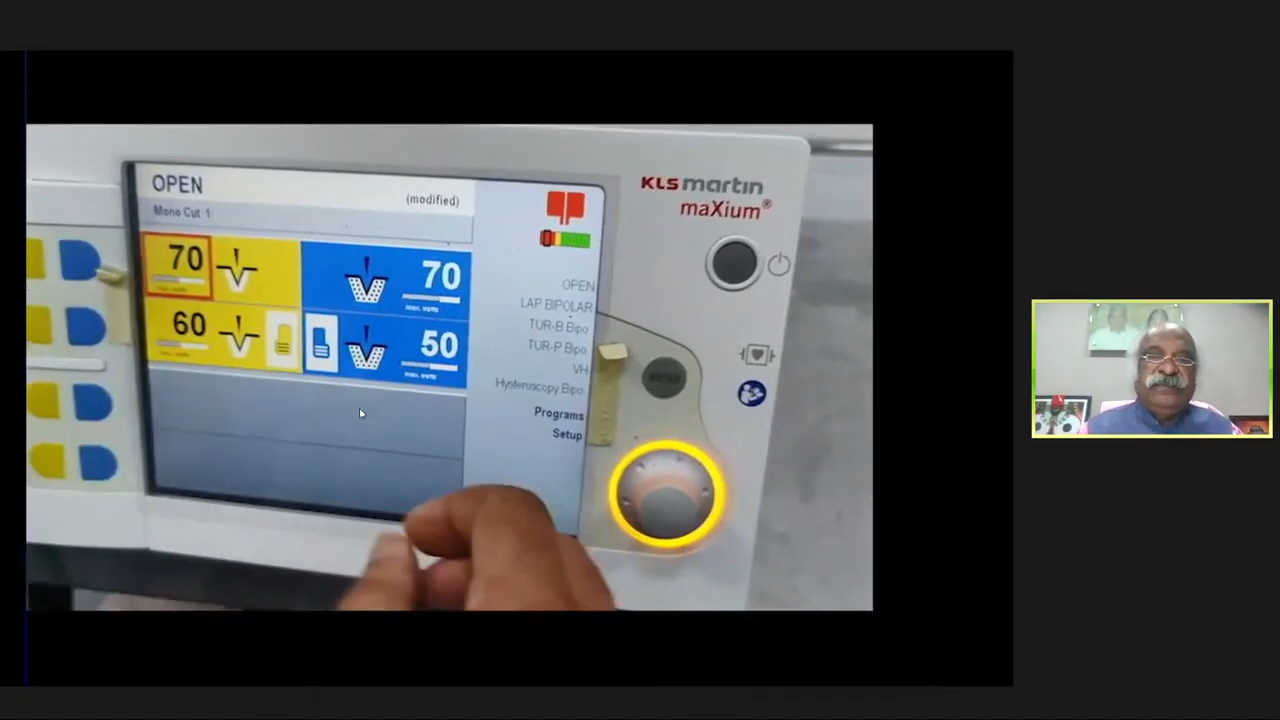 OPEN
(modified)
Mono Cut 1
70
70
60
50
OPEN
LAP BIPOLAR
TUR-B Bipo
TUR-P Bipo
VH
Hysteroscopy Bipo
Programs
Setup
KLS martin
maXium®